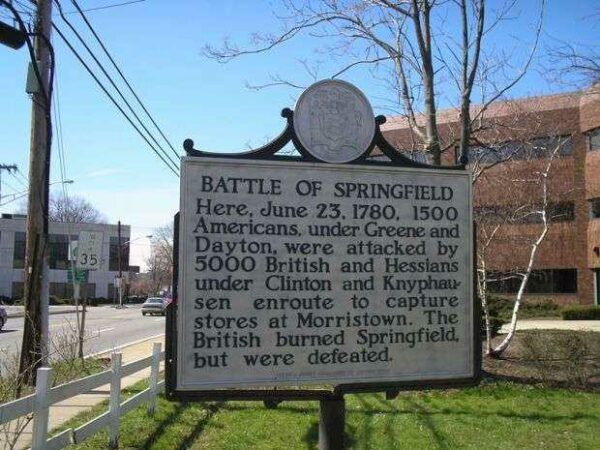 BATTLE OF SPRINGFIELD
Here, June 23, 1780, 1500
Americans, under Greene and
Dayton, were attacked by
5000 British and Hessians
under Clinton and Knyphau-
sen enroute to capture
stores at Morristown. The
British burned Springfield,
but were defeated.
35